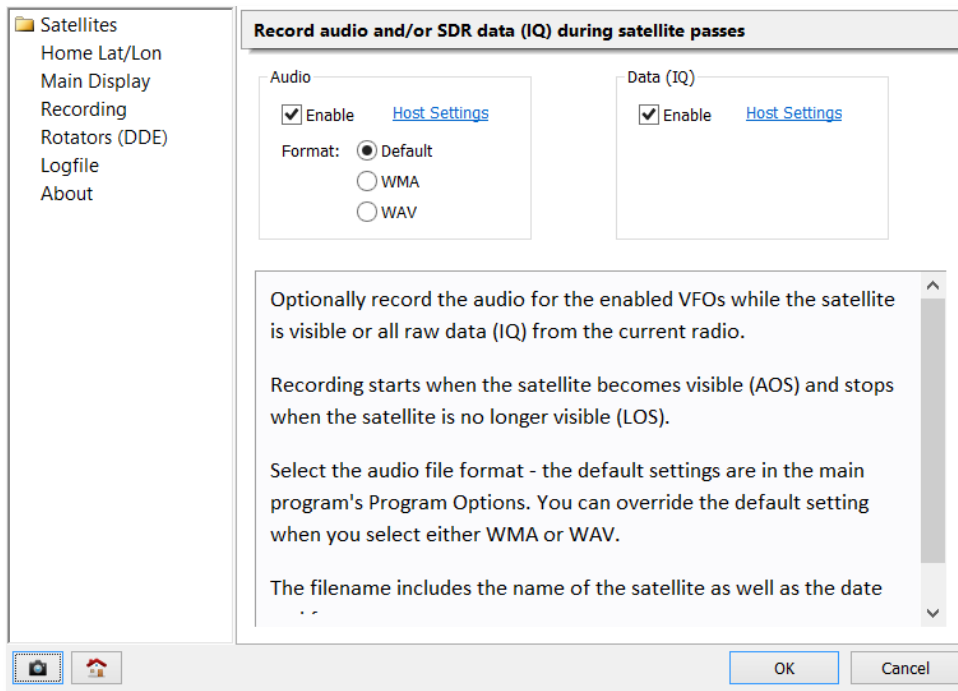 Satellites
Home Lat/Lon
Main Display
Recording
Rotators (DDE)
Logfile
About
Record audio and/or SDR data (IQ) during satellite passes
Audio
Enable
Host Settings
Format:
Default
WMA
WAV
Data (IQ)
Enable
Host Settings
Optionally record the audio for the enabled VFOs while the satellite
is visible or all raw data (IQ) from the current radio.
Recording starts when the satellite becomes visible (AOS) and stops
when the satellite is no longer visible (LOS).
Select the audio file format - the default settings are in the main
program's Program Options. You can override the default setting
when you select either WMA or WAV.
The filename includes the name of the satellite as well as the date
OK
Cancel